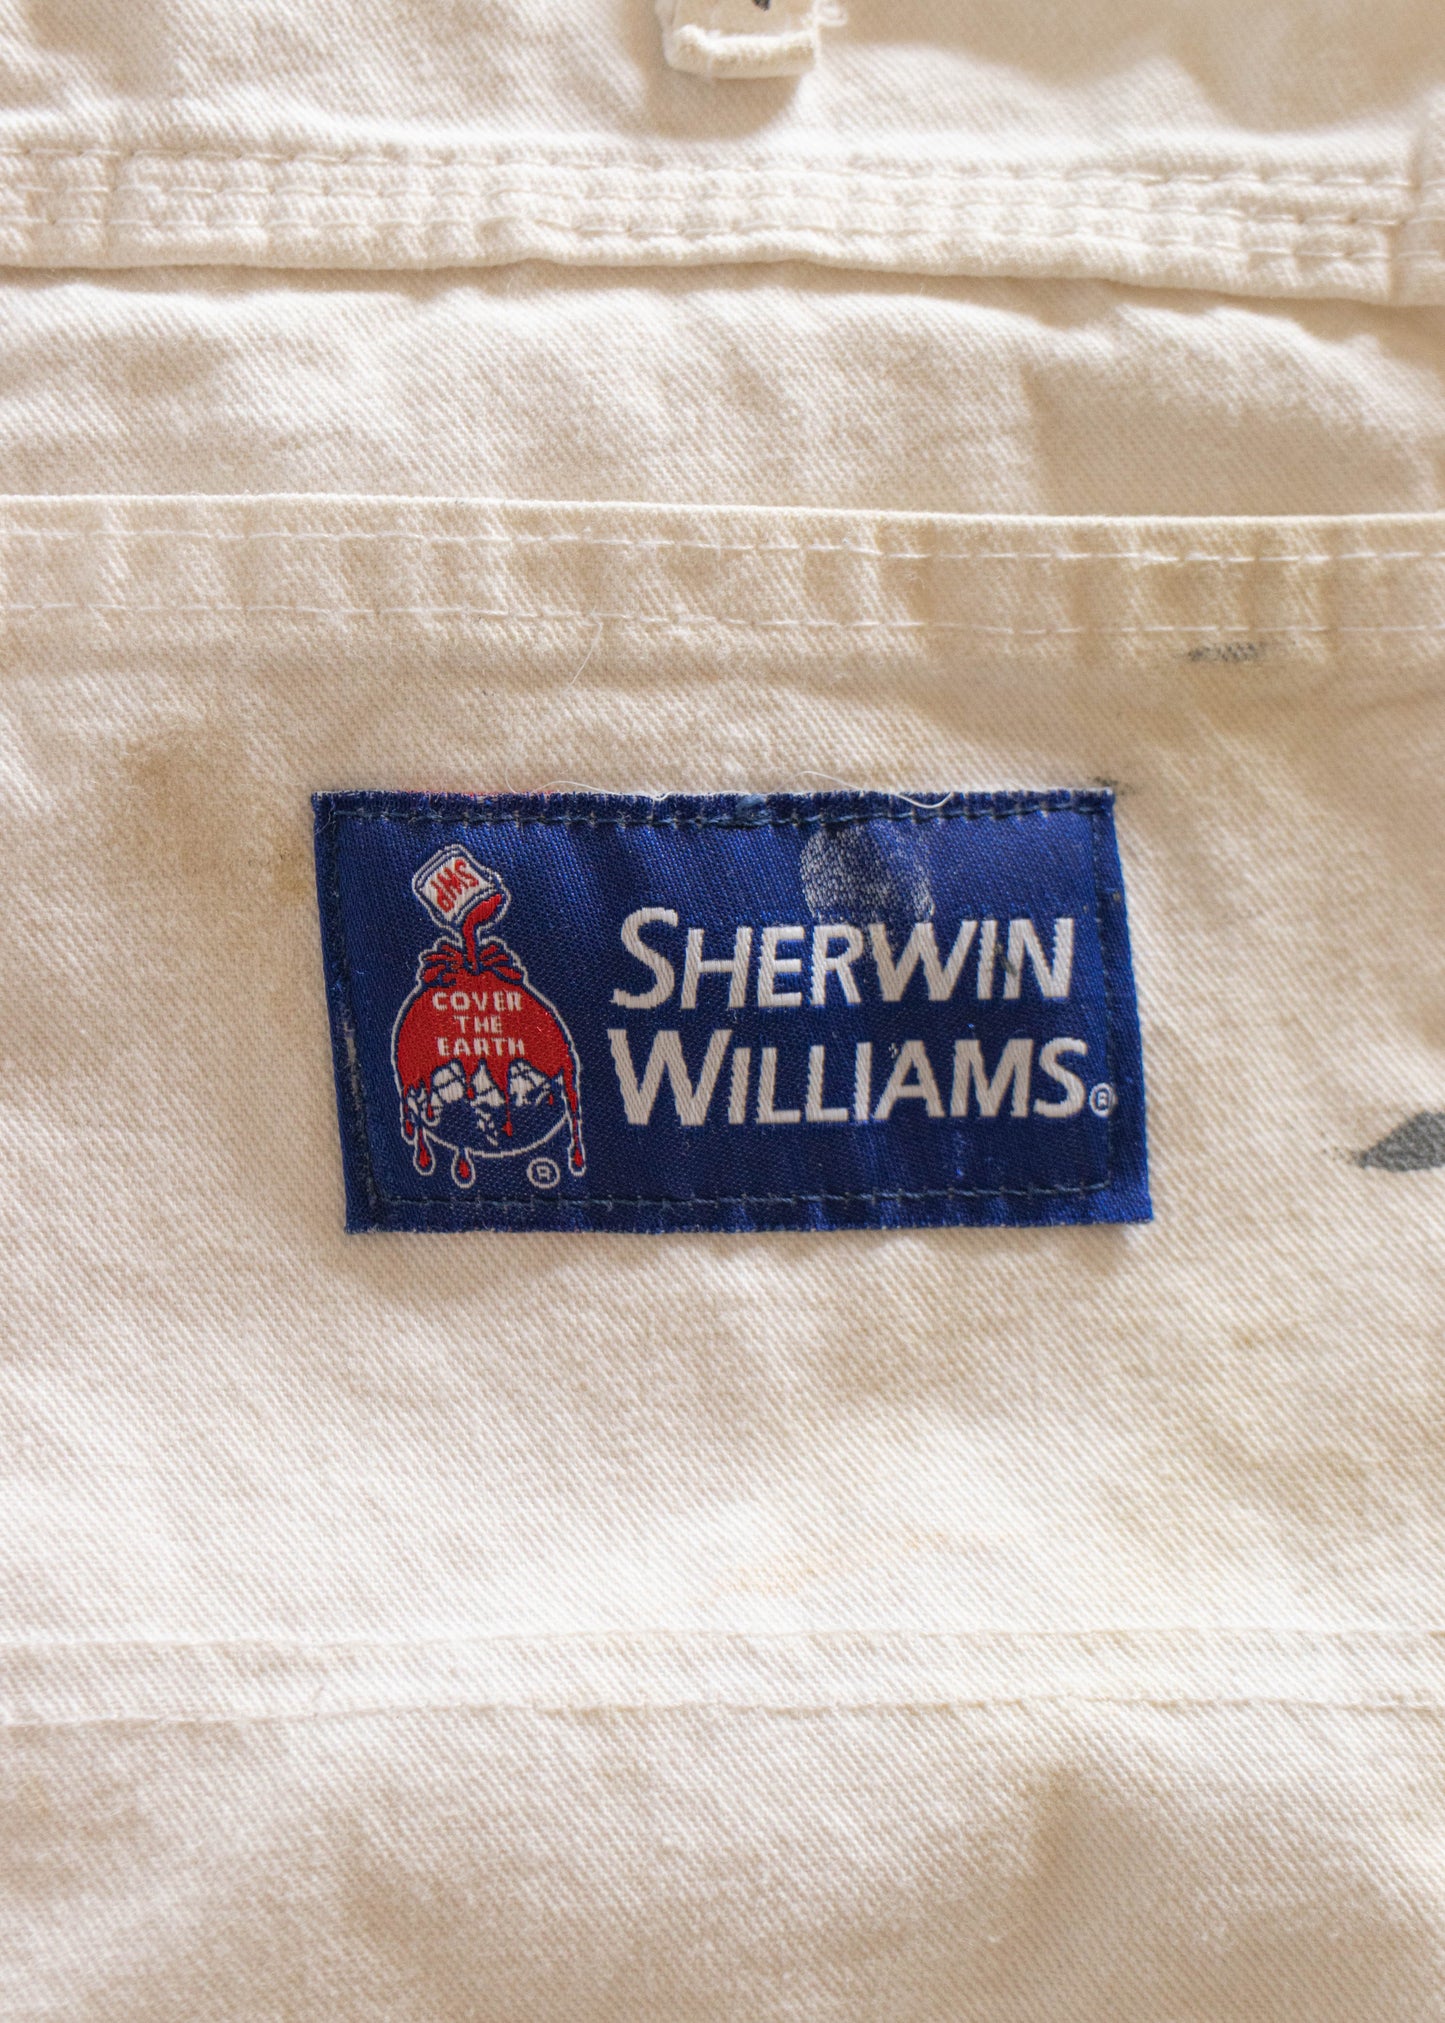 SWP
COVER
THE
EARTH
®
SHERWIN
WILLIAMS®